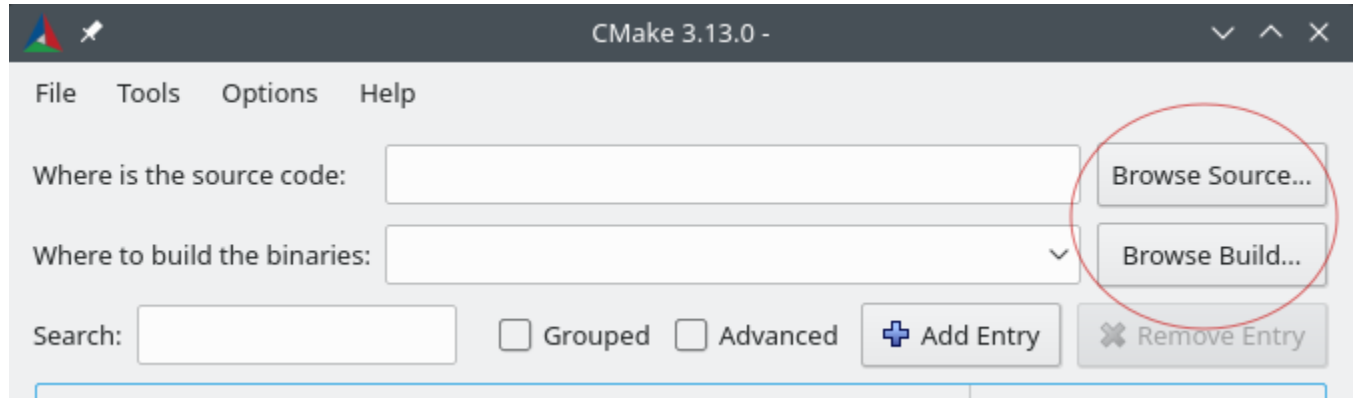 CMake 3.13.0 -
File Tools Options Help
Where is the source code: Browse Source...
Where to build the binaries: Browse Build...
Search: Grouped Advanced Add Entry Remove Entry